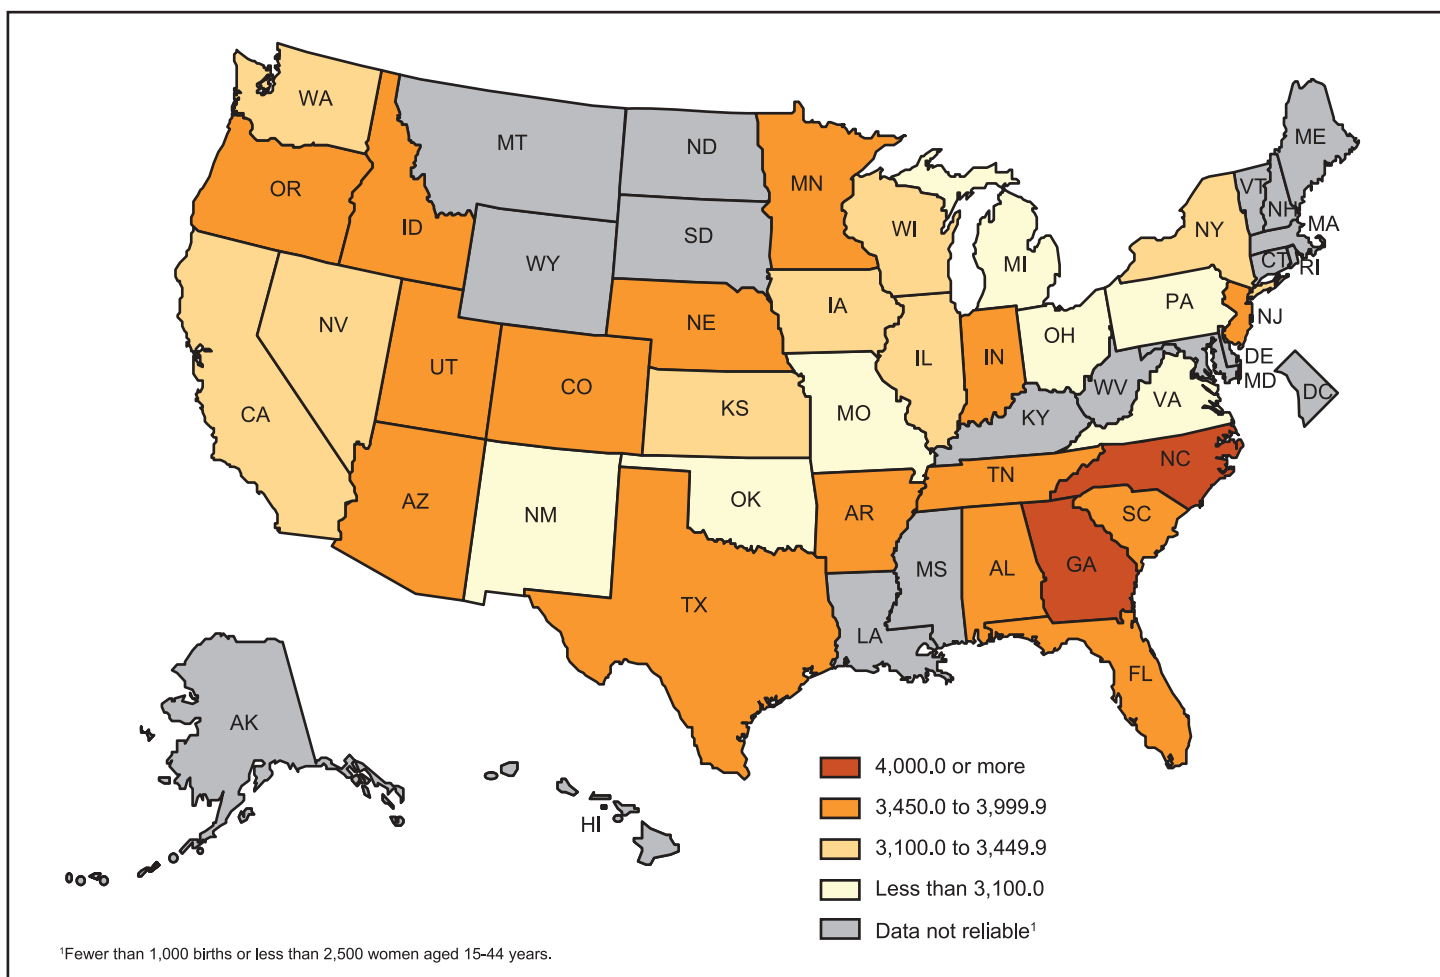 WA
MT
ND
MN
ME
OR
ID
SD
WI
VT
NH
NY
MA
WY
MI
CT
RI
IA
PA
NV
NE
OH
NJ
UT
CO
IL
IN
DE
MD
CA
KS
MO
WV
VA
DC
KY
NC
AZ
NM
OK
AR
TN
SC
TX
MS
AL
GA
LA
FL
AK
HI
4,000.0 or more
3,450.0 to 3,999.9
3,100.0 to 3,449.9
Less than 3,100.0
Data not reliable¹
¹Fewer than 1,000 births or less than 2,500 women aged 15-44 years.